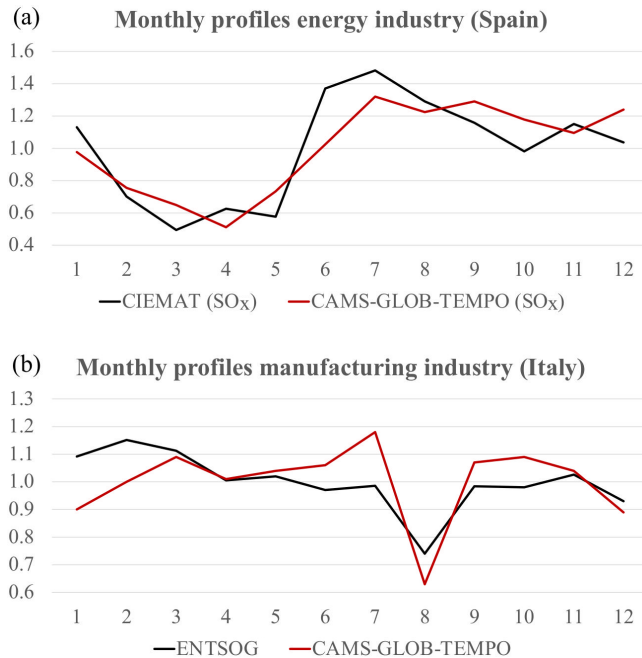 (a) Monthly profiles energy industry (Spain)
1.6
1.4
1.2
1.0
0.8
0.6
0.4
1 2 3 4 5 6 7 8 9 10 11 12
CIEMAT (SOx) CAMS-GLOB-TEMPO (SOx)
(b) Monthly profiles manufacturing industry (Italy)
1.3
1.2
1.1
1.0
0.9
0.8
0.7
0.6
1 2 3 4 5 6 7 8 9 10 11 12
ENTSOG CAMS-GLOB-TEMPO